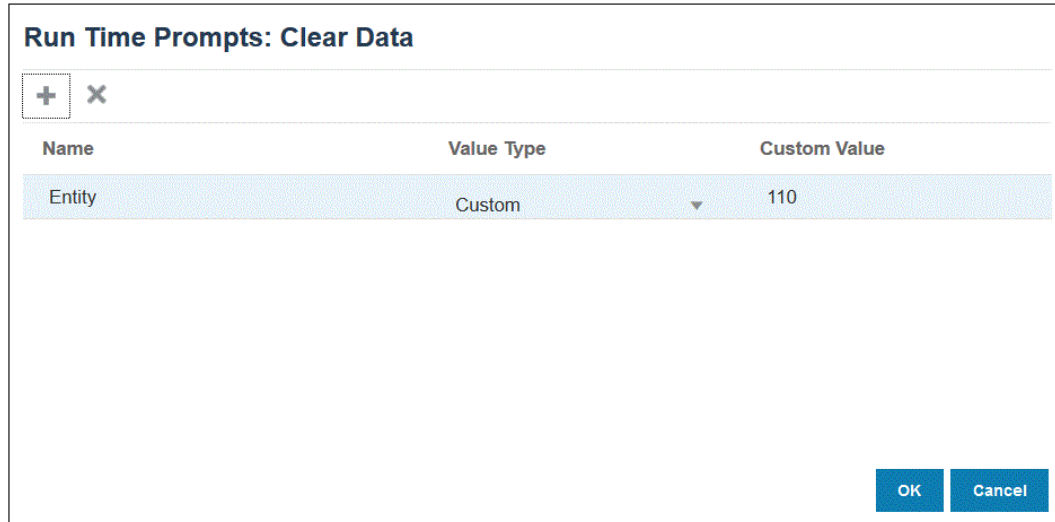 Run Time Prompts: Clear Data
Name Value Type Custom Value
Entity Custom 110
OK Cancel